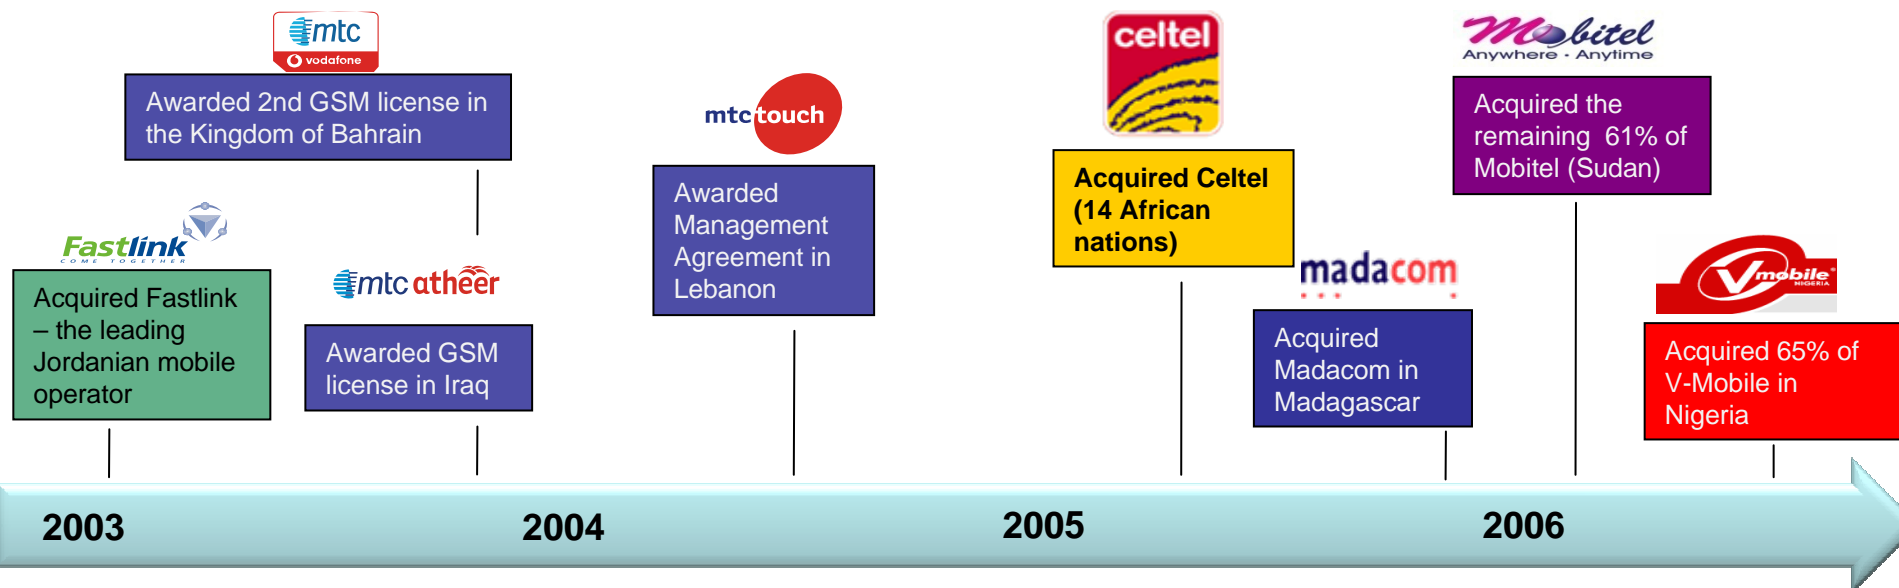 mtc
vodafone
Awarded 2nd GSM license in
the Kingdom of Bahrain
Fastlink
COME TOGETHER
Acquired Fastlink
– the leading
Jordanian mobile
operator
mtc atheer
Awarded GSM
license in Iraq
mtc touch
Awarded
Management
Agreement in
Lebanon
celtel
Acquired Celtel
(14 African
nations)
madacom
Acquired
Madacom in
Madagascar
Mobitel
Anywhere - Anytime
Acquired the
remaining 61% of
Mobitel (Sudan)
Vmobile
NIGERIA
Acquired 65% of
V-Mobile in
Nigeria
2003
2004
2005
2006